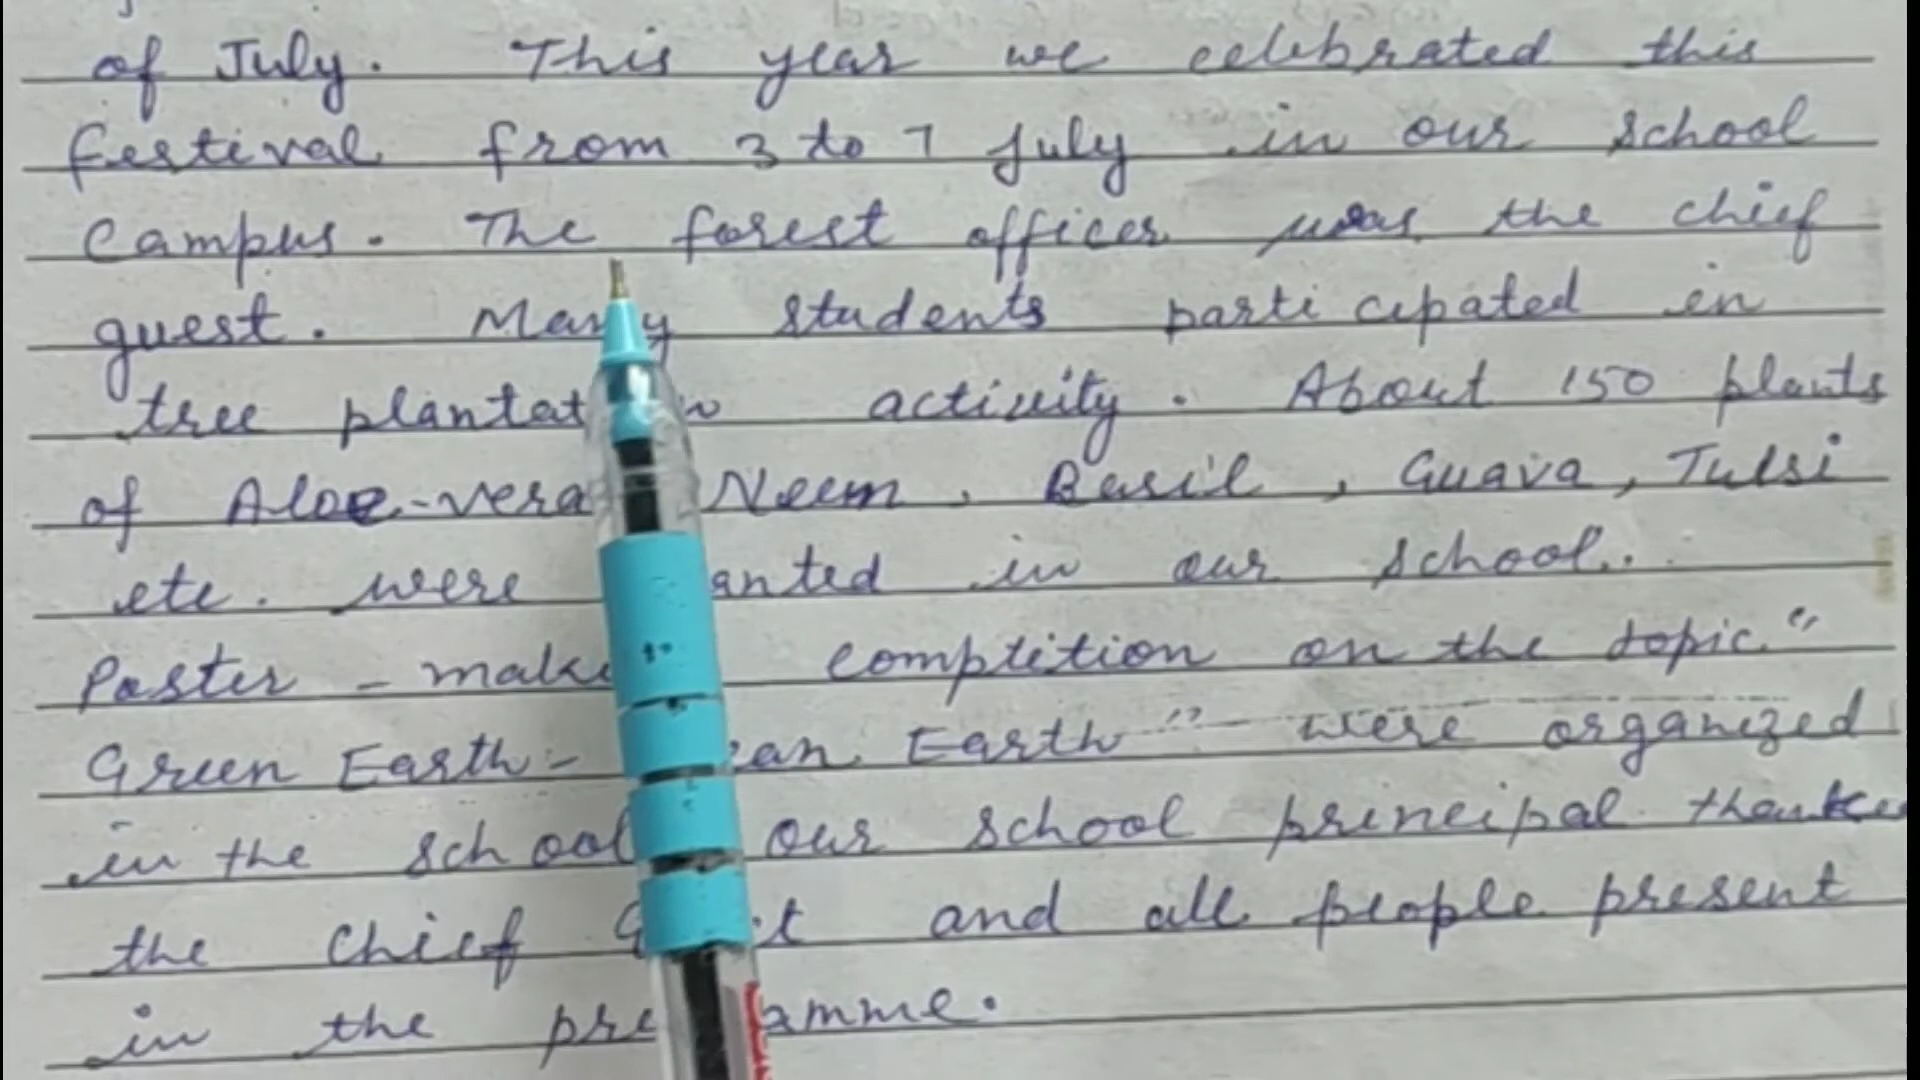 of July. This year we celebrated this
festival from 3 to 7 July in our school
Campus. The forest officer was the chief
guest. Many students participated in
tree plantat activity. About 150 plants
of Aloe-vera Neem, Basil, Guava, Tulsi
etc. were anted in our school.
Poster - maki compitition on the topic "
Green Earth - ean Earth" were organized
in the school our school principal thanke
the Chief G t and all people present
in the pr amme.